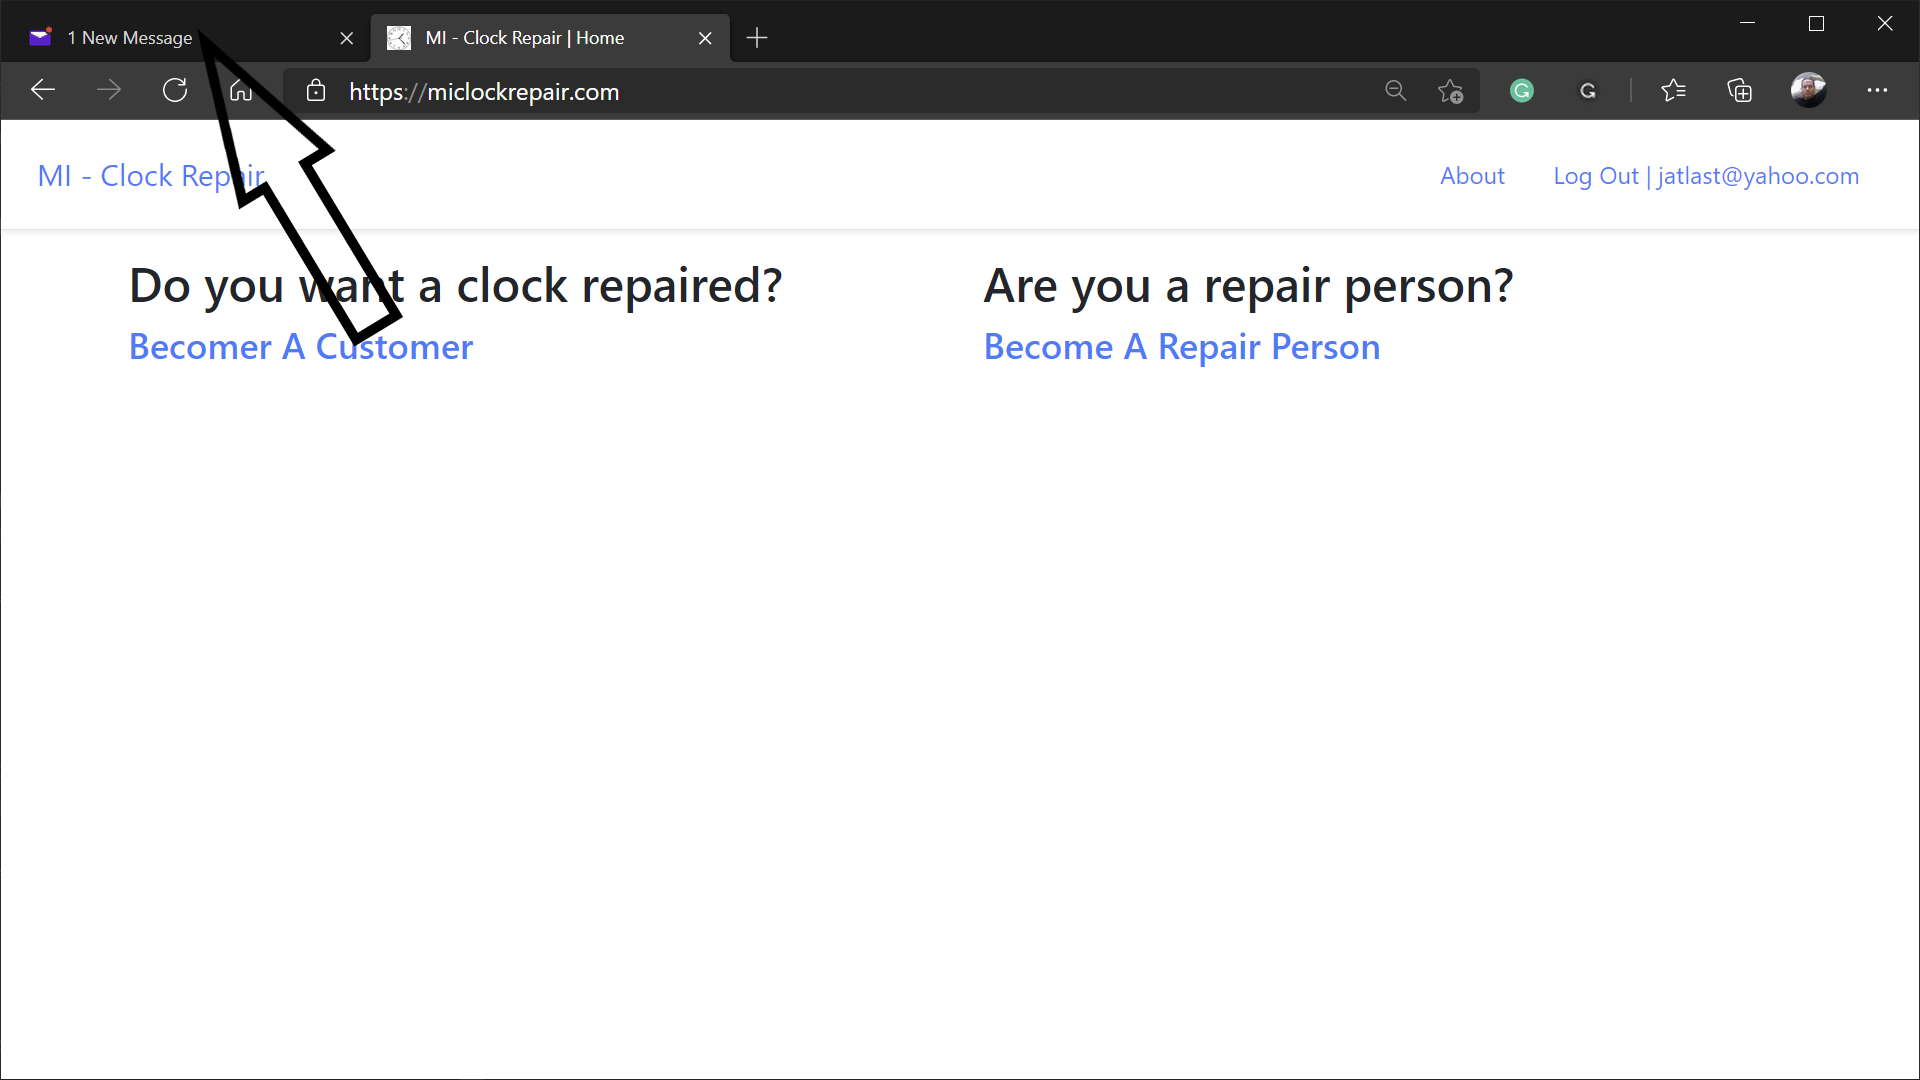 1 New Message
MI - Clock Repair | Home
https://miclockrepair.com
MI - Clock Repair
About
Log Out | jatlast@yahoo.com
Do you want a clock repaired?
Becomer A Customer
Are you a repair person?
Become A Repair Person